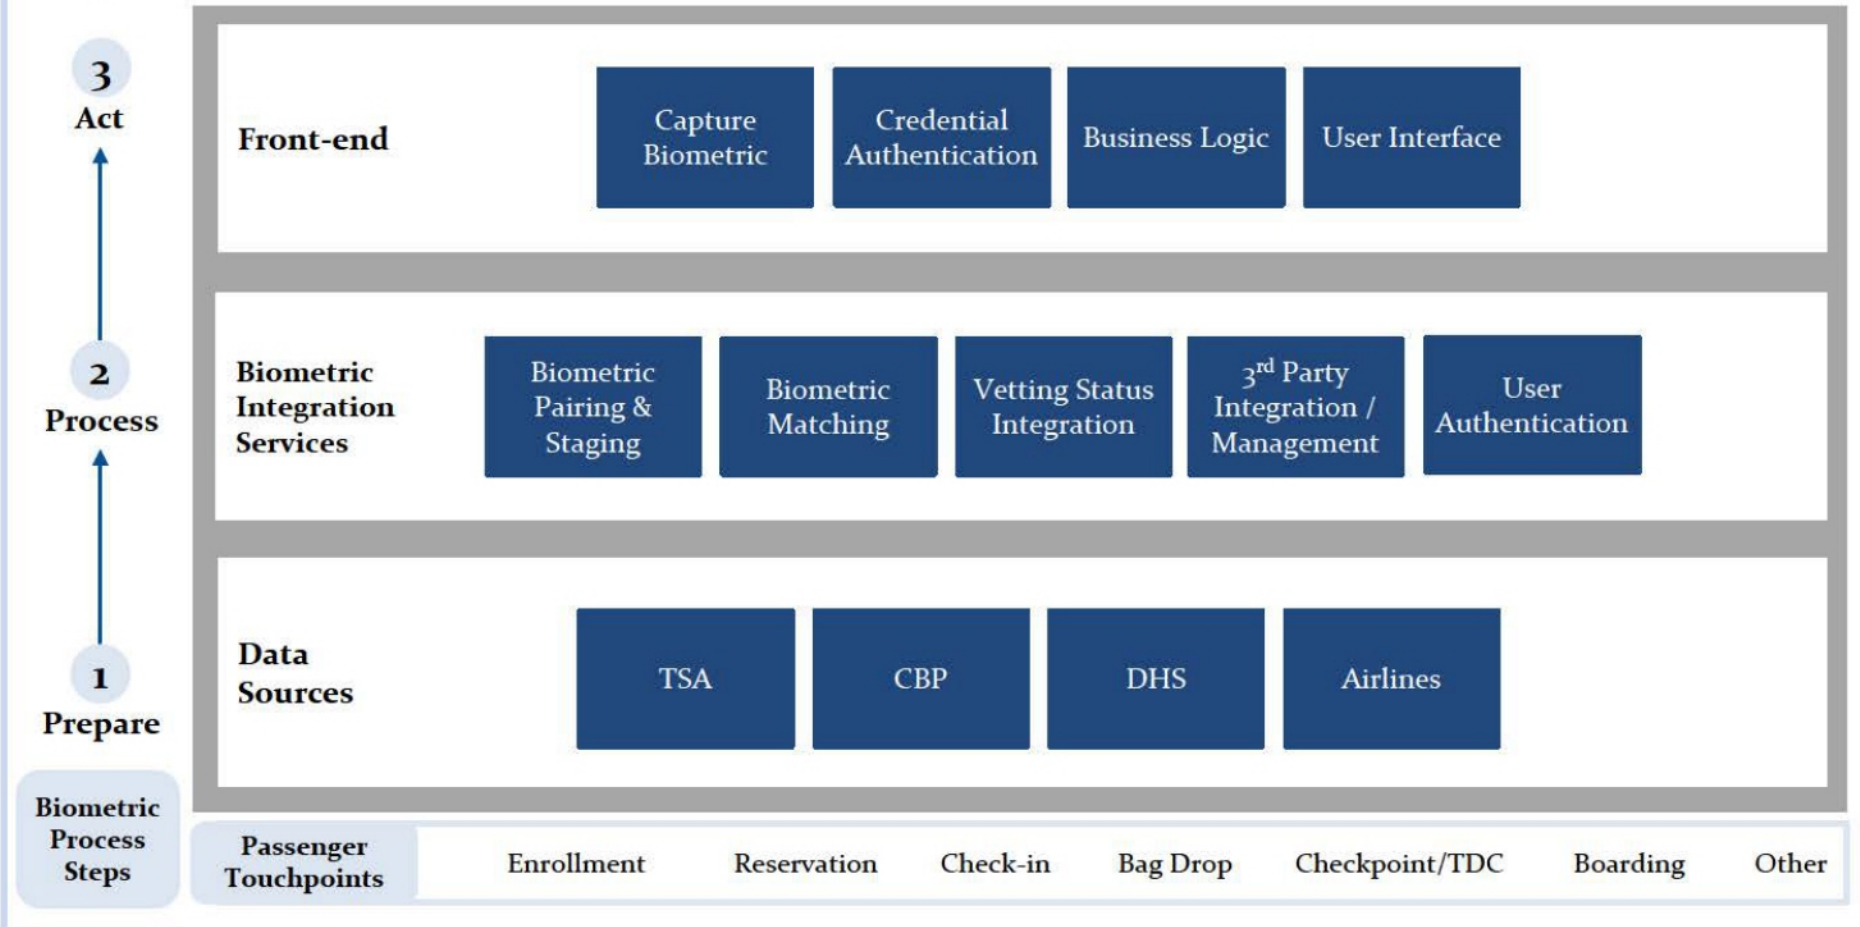 3
Act
Front-end
Capture
Biometric
Credential
Authentication
Business Logic
User Interface
2
Process
Biometric
Integration
Services
Biometric
Pairing &
Staging
Biometric
Matching
Vetting Status
Integration
3rd Party
Integration /
Management
User
Authentication
1
Prepare
Data
Sources
TSA
CBP
DHS
Airlines
Biometric
Process
Steps
Passenger
Touchpoints
Enrollment
Reservation
Check-in
Bag Drop
Checkpoint/TDC
Boarding
Other